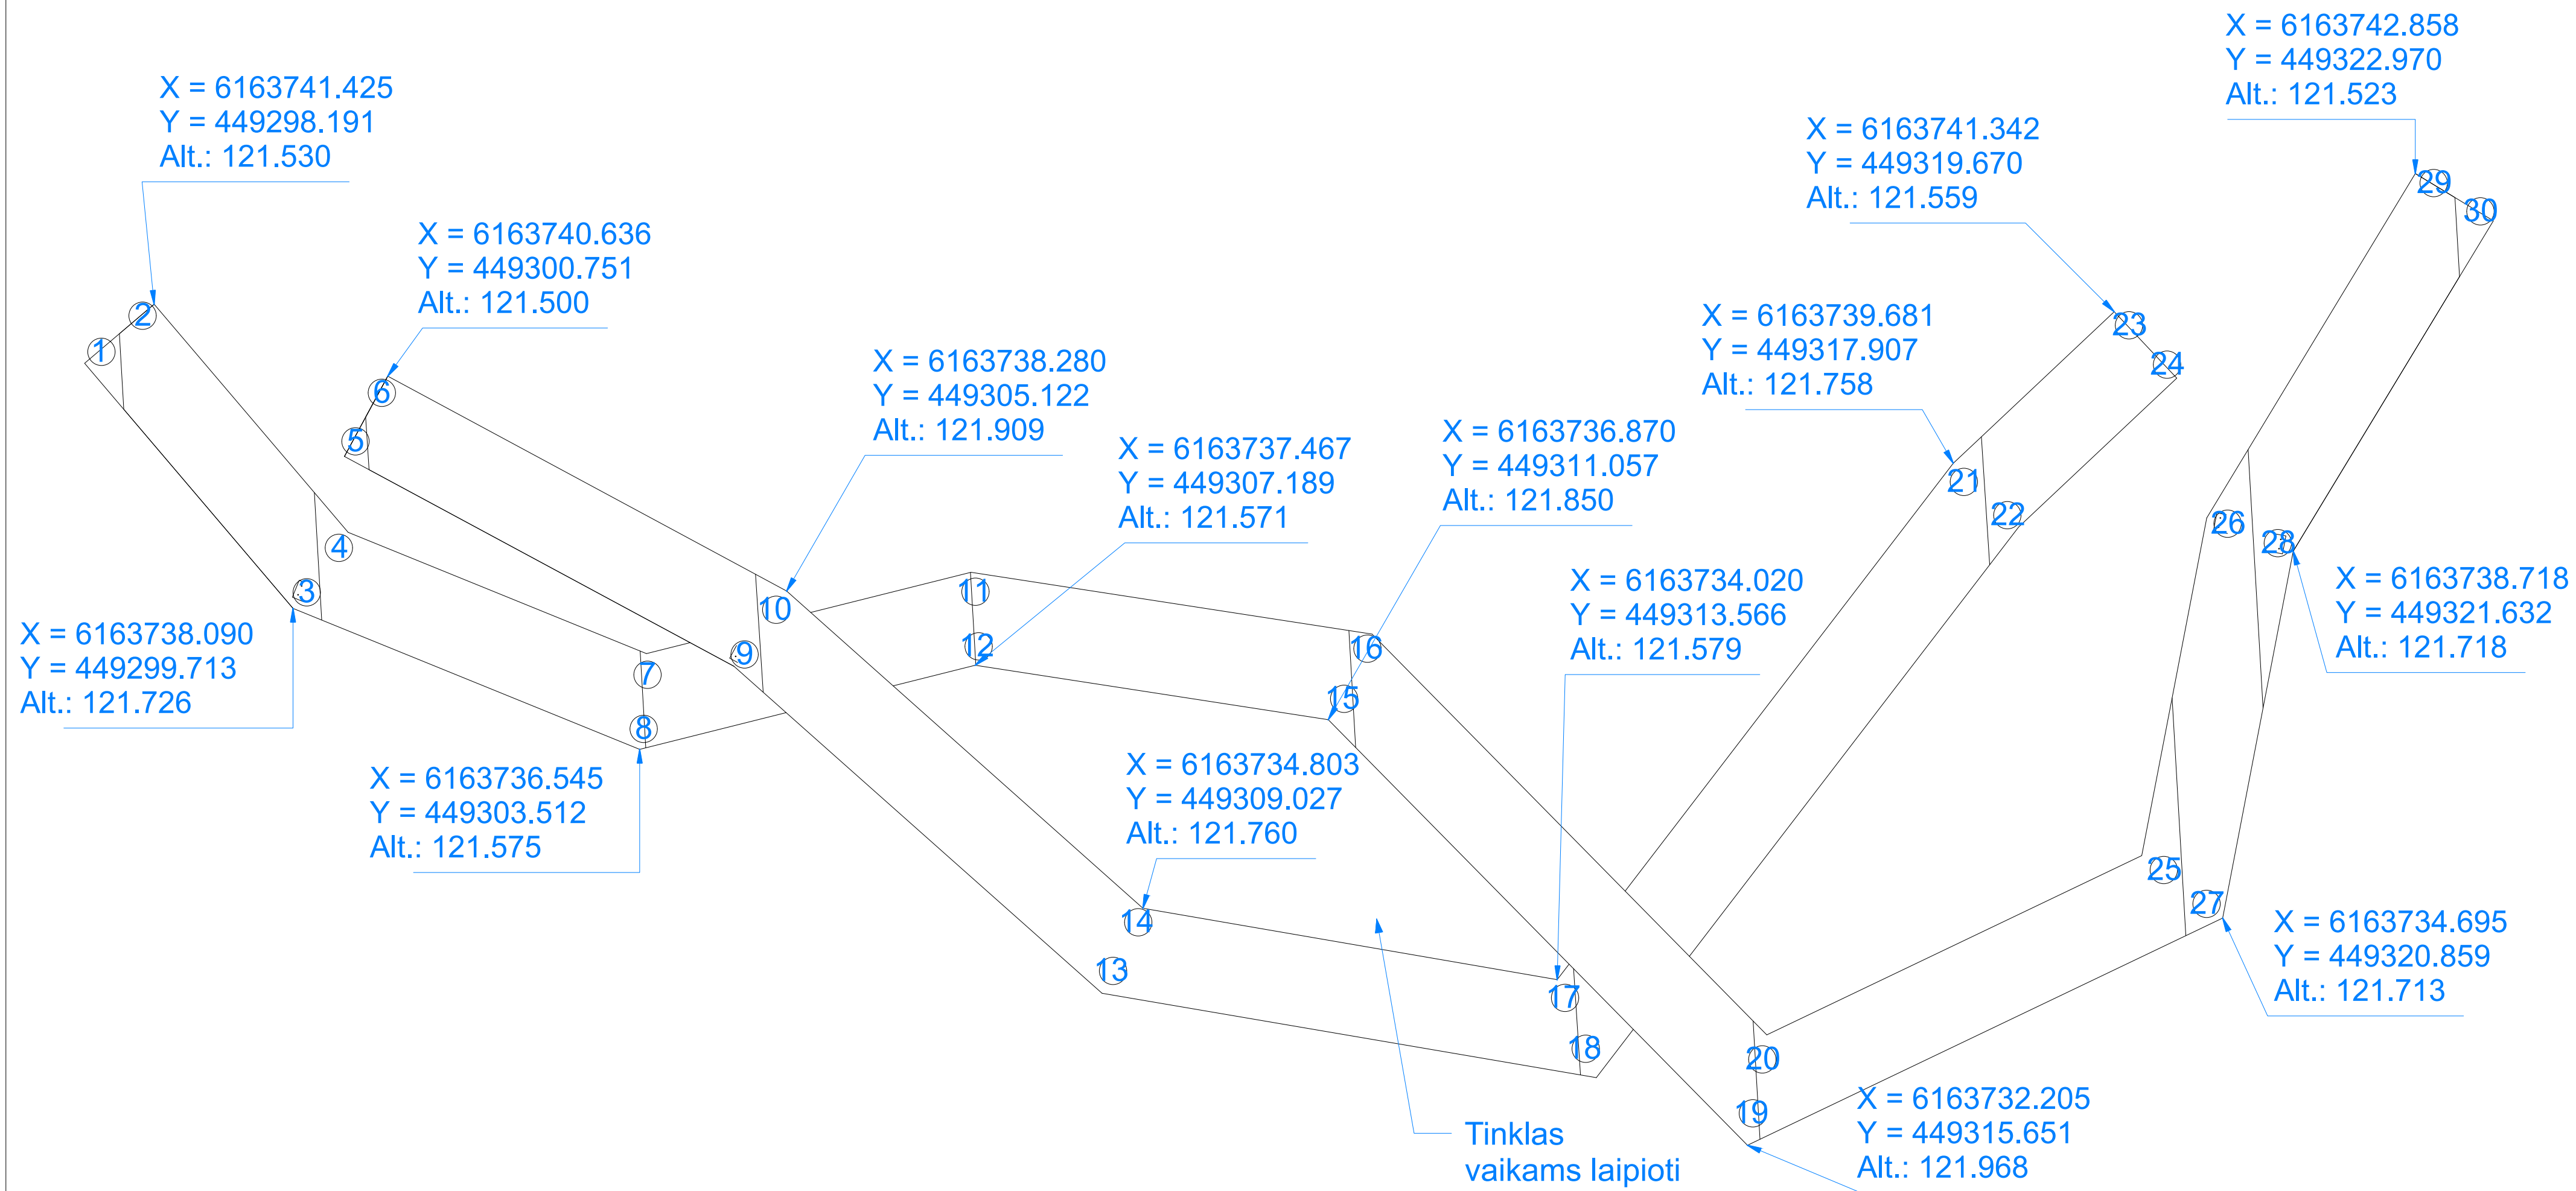 X = 6163742.858
Y = 449322.970
Alt.: 121.523
X = 6163741.425
Y = 449298.191
Alt.: 121.530
X = 6163741.342
Y = 449319.670
Alt.: 121.559
29
30
X = 6163740.636
Y = 449300.751
Alt.: 121.500
2
1
X = 6163739.681
Y = 449317.907
Alt.: 121.758
23
24
X = 6163738.280
Y = 449305.122
Alt.: 121.909
6
5
X = 6163737.467
Y = 449307.189
Alt.: 121.571
X = 6163736.870
Y = 449311.057
Alt.: 121.850
21
22
26
28
4
3
X = 6163734.020
Y = 449313.566
Alt.: 121.579
X = 6163738.718
Y = 449321.632
Alt.: 121.718
11
10
12
9
16
15
X = 6163738.090
Y = 449299.713
Alt.: 121.726
7
8
X = 6163736.545
Y = 449303.512
Alt.: 121.575
X = 6163734.803
Y = 449309.027
Alt.: 121.760
25
27
14
13
X = 6163734.695
Y = 449320.859
Alt.: 121.713
17
18
20
19
X = 6163732.205
Y = 449315.651
Alt.: 121.968
Tinklas
vaikams laipioti